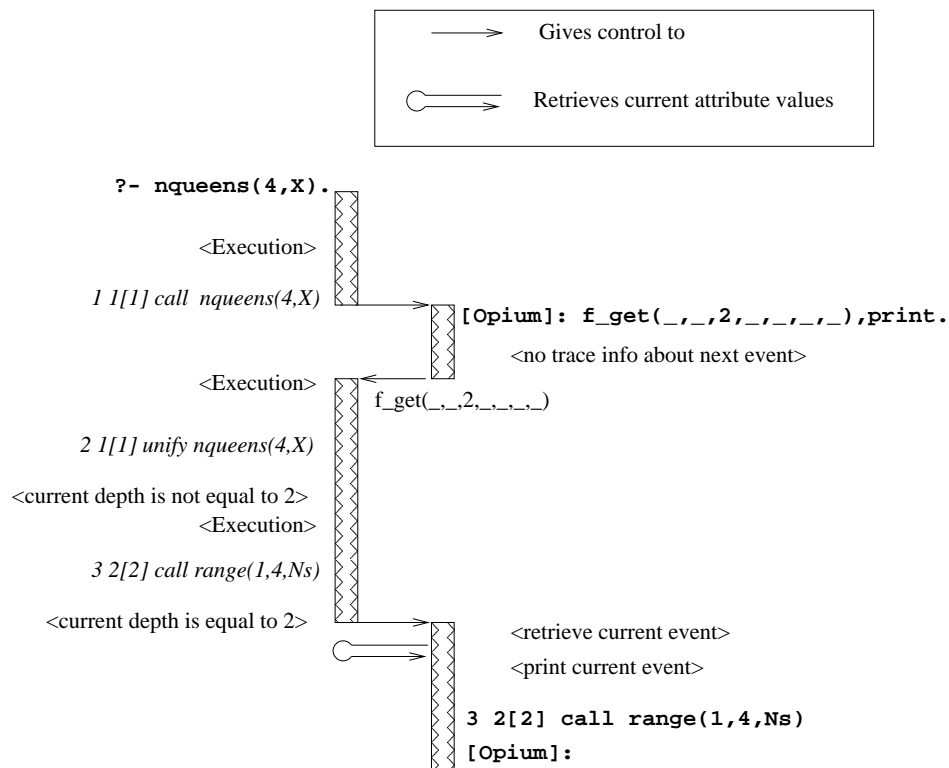 Gives control to
Retrieves current attribute values
?- nqueens(4,X).
<Execution>
1 1[1] call nqueens(4,X)
[Opium]: f_get(_,_,2,_,_,_,_,_),print.
<no trace info about next event>
<Execution>
f_get(_,_,2,_,_,_,_,_)
2 1[1] unify nqueens(4,X)
<current depth is not equal to 2>
<Execution>
3 2[2] call range(1,4,Ns)
<current depth is equal to 2>
<retrieve current event>
<print current event>
3 2[2] call range(1,4,Ns)
[Opium]: